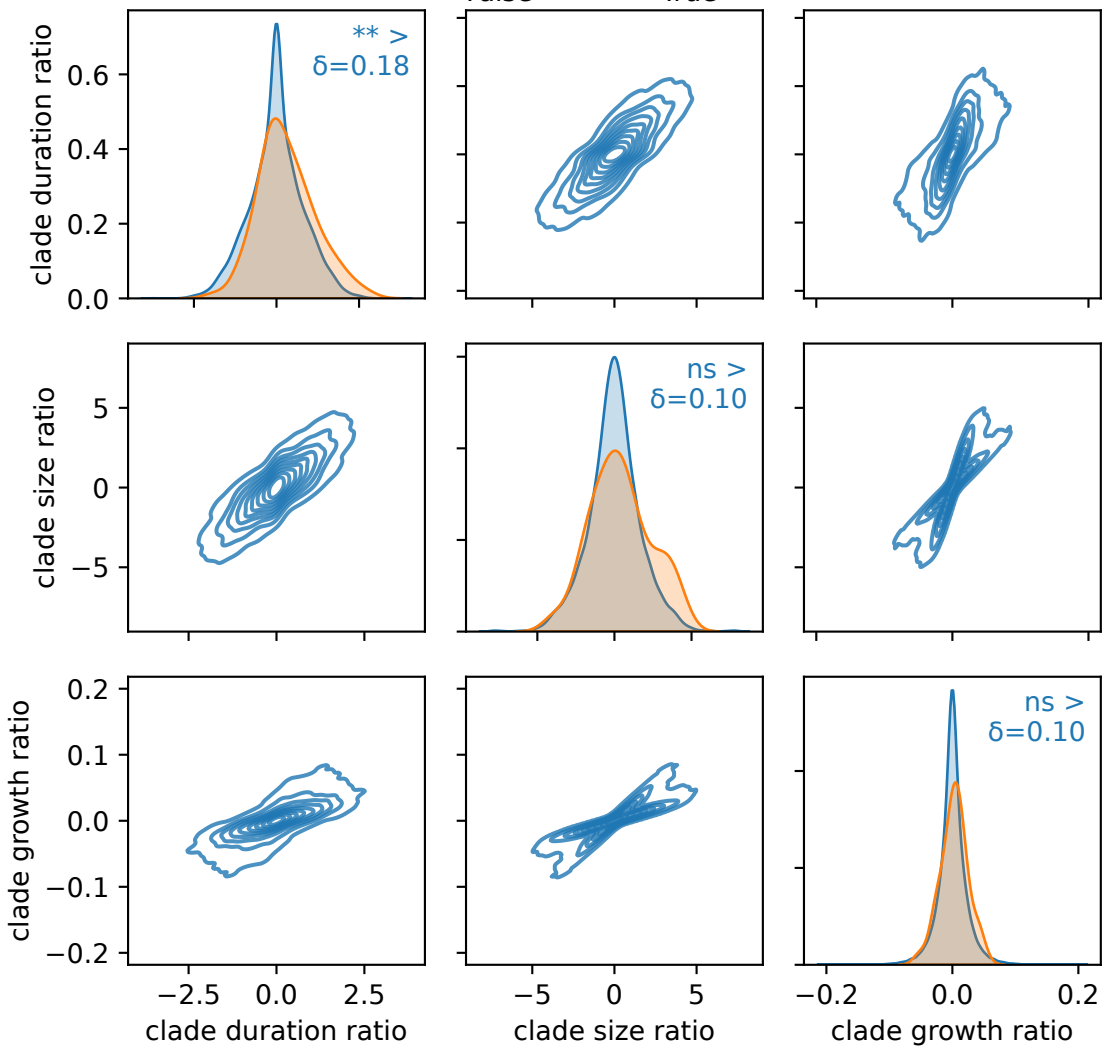 ** >
δ=0.18
clade duration ratio
0.6
0.4
0.2
0.0
ns >
δ=0.10
clade size ratio
5
0
−5
ns >
δ=0.10
clade growth ratio
0.2
0.1
0.0
−0.1
−0.2
−2.5 0.0 2.5
−5 0 5
−0.2 0.0 0.2
clade duration ratio
clade size ratio
clade growth ratio